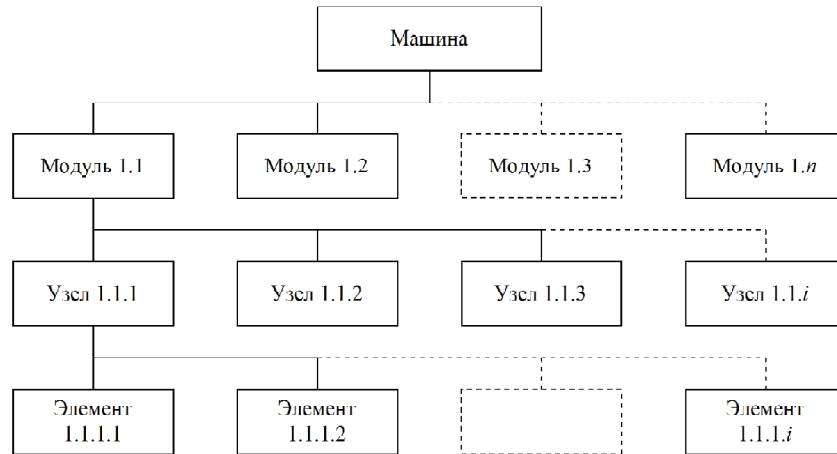 Машина
Модуль 1.1 Модуль 1.2 Модуль 1.3 Модуль 1.n
Узел 1.1.1 Узел 1.1.2 Узел 1.1.3 Узел 1.1.i
Элемент Элемент Элемент
1.1.1.1 1.1.1.2 1.1.1.i